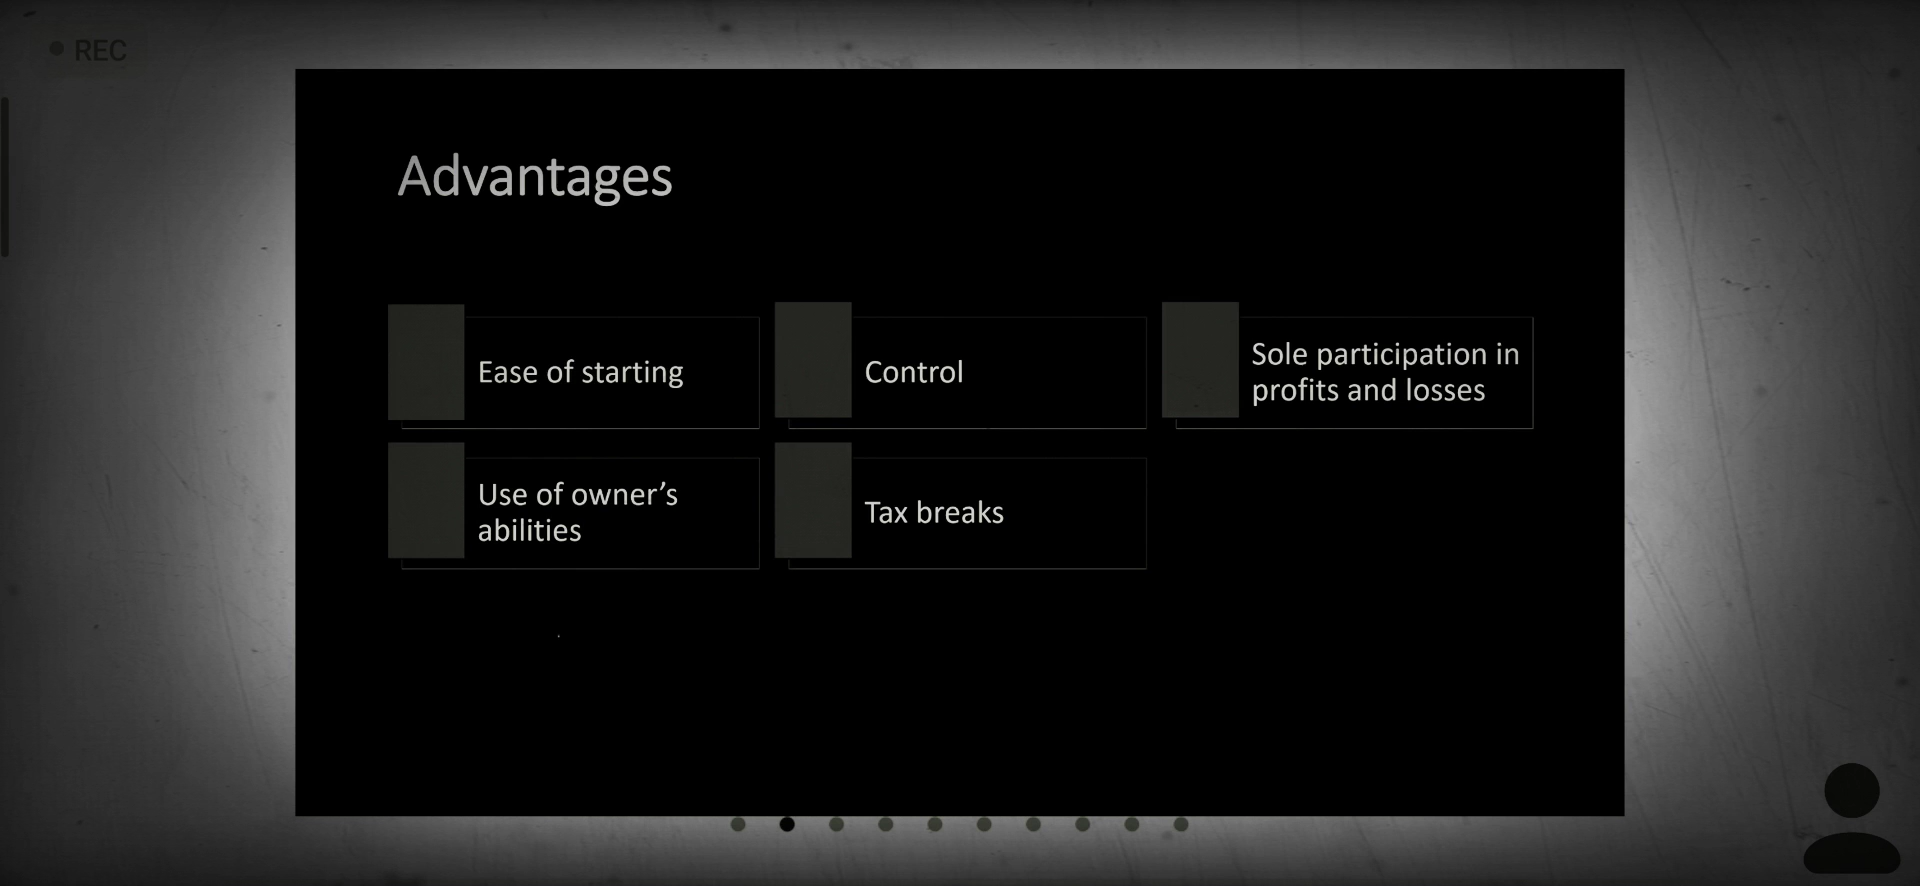 REC
Advantages
Ease of starting
Control
Sole participation in
profits and losses
Use of owner’s
abilities
Tax breaks